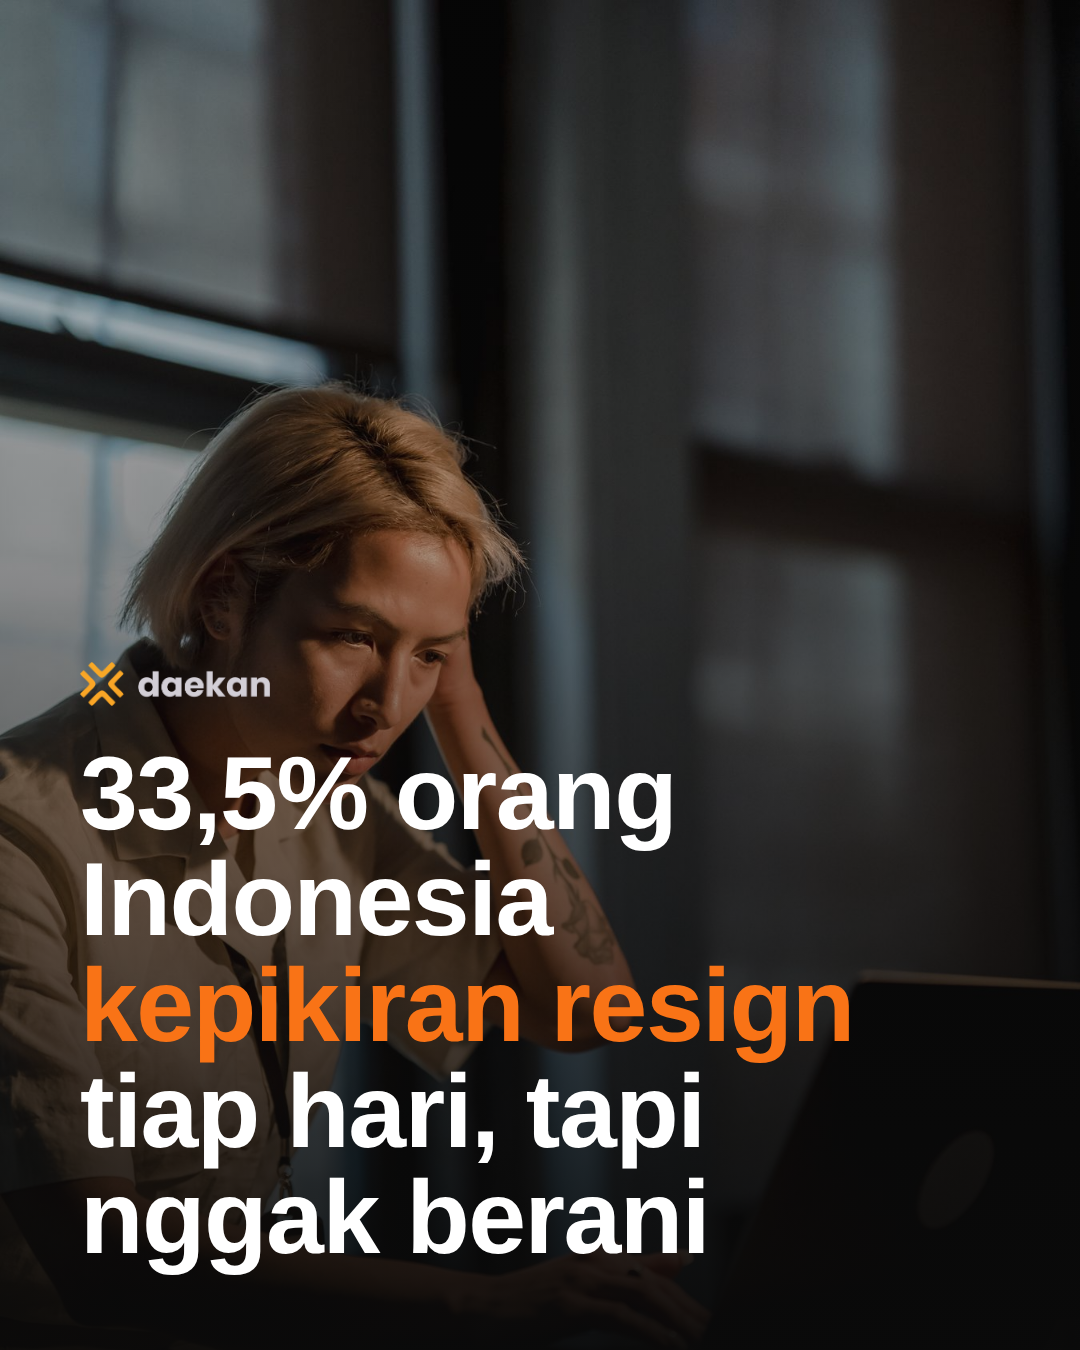 daekan
33,5% orang
Indonesia
kepikiran resign
tiap hari, tapi
nggak berani